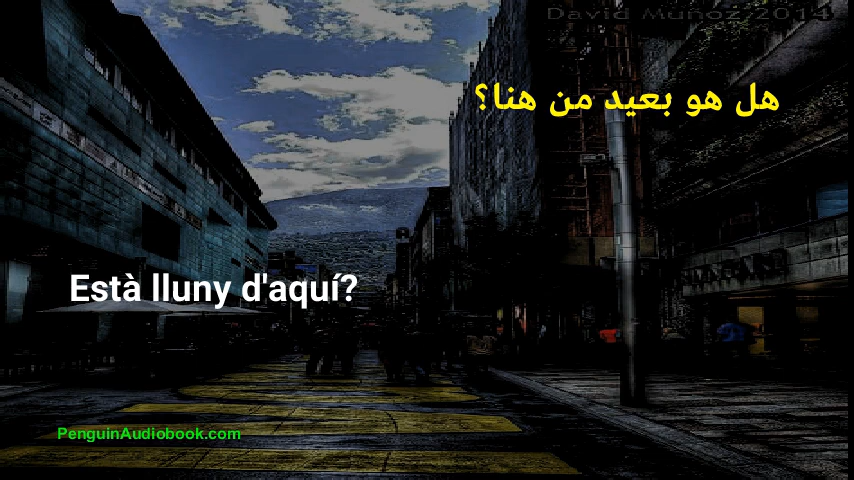 David Muñoz 2014
هل هو بعيد من هنا؟
Està lluny d'aquí?
PenguinAudiobook.com